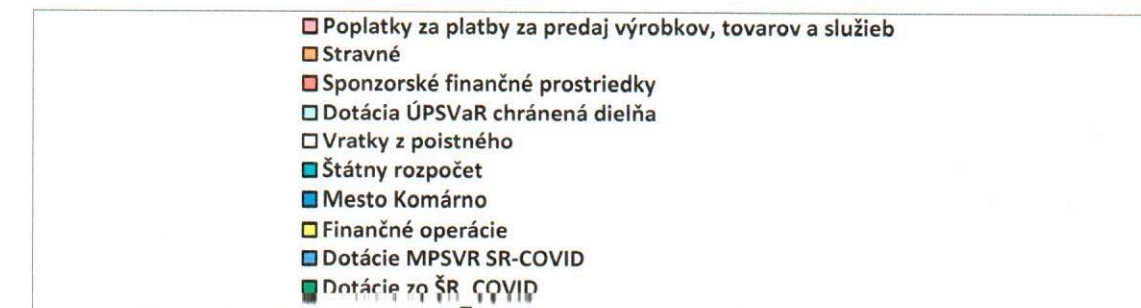 Poplatky za platby za predaj výrobkov, tovarov a služieb
Stravné
Sponzorské finančné prostriedky
Dotácia ÚPSVaR chránená dielňa
Vratky z poistného
Štátny rozpočet
Mesto Komárno
Finančné operácie
Dotácie MPSVR SR-COVID
Dotácie zo ŠR COVID